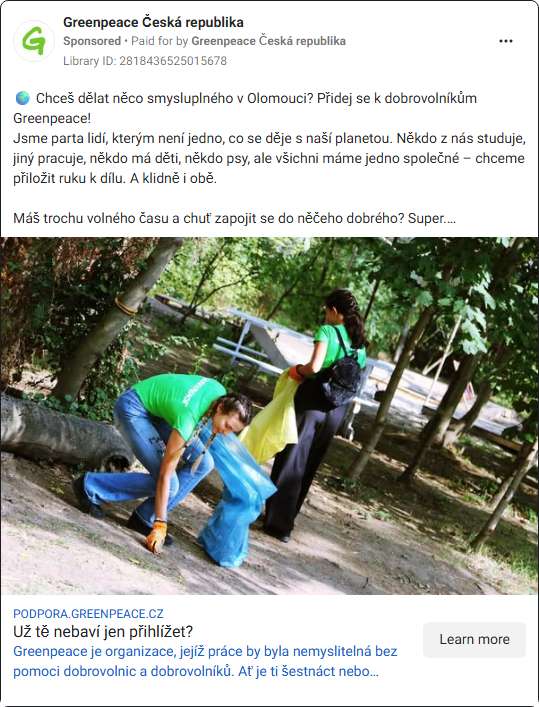 Greenpeace Česká republika
Sponsored • Paid for by Greenpeace Česká republika
Library ID: 2818436525015678
🌍 Chceš dělat něco smysluplného v Olomouci? Přidej se k dobrovolníkům
Greenpeace!
Jsme parta lidí, kterým není jedno, co se děje s naší planetou. Někdo z nás studuje,
jiný pracuje, někdo má děti, někdo psy, ale všichni máme jedno společné – chceme
přiložit ruku k dílu. A klidně i obě.
Máš trochu volného času a chuť zapojit se do něčeho dobrého? Super....
PODPORA.GREENPEACE.CZ
Už tě nebaví jen přihlížet?
Greenpeace je organizace, jejíž práce by byla nemyslitelná bez
pomoci dobrovolnic a dobrovolníků. Ať je ti šestnáct nebo...
Learn more